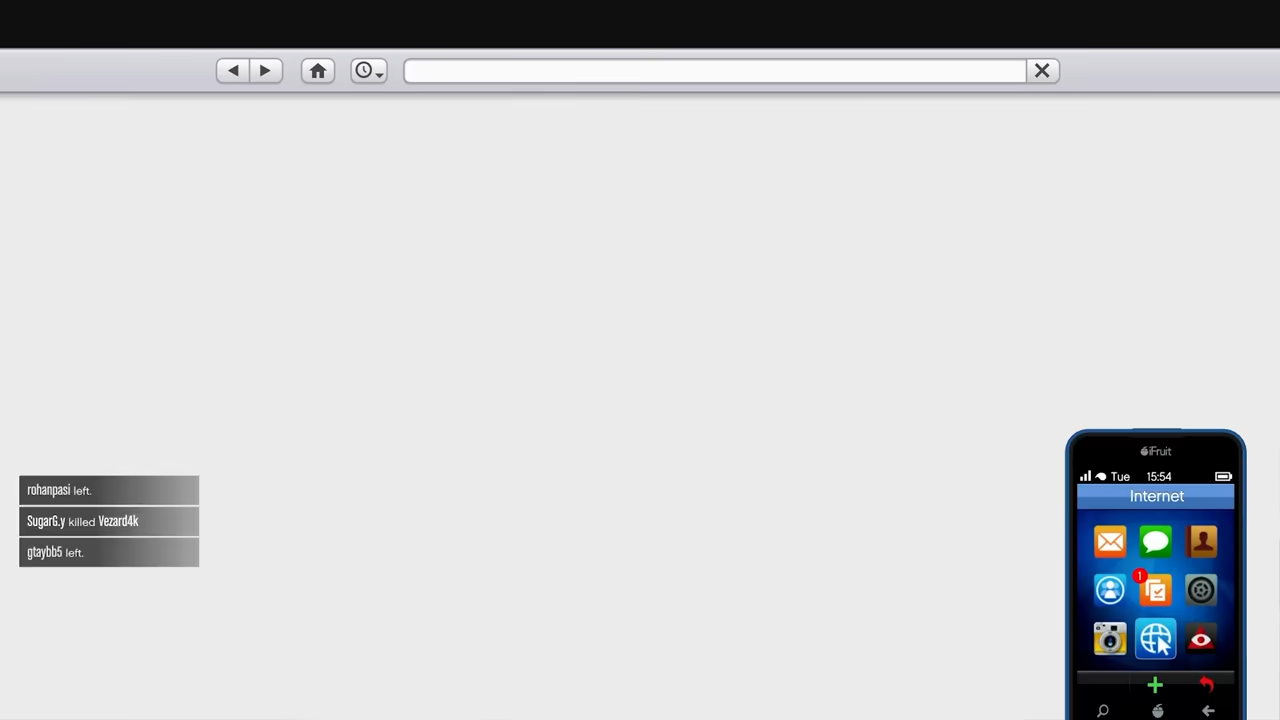 rohanpasi left.
SugarG.y killed Vezard4k
gtaybb5 left.
iFruit
Tue 15:54
Internet
1